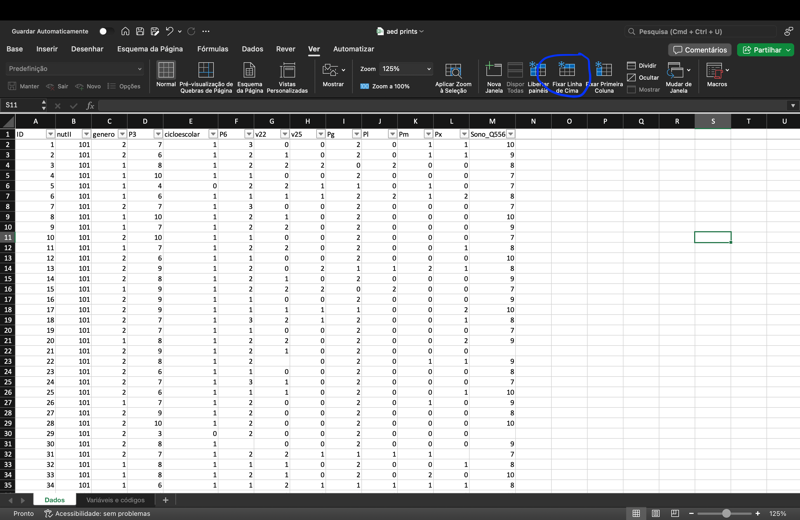 Guardar Automaticamente
aed prints
Pesquisa (Cmd + Ctrl + U)
Base Inserir Desenhar Esquema da Página Fórmulas Dados Rever Ver Automatizar
Comentários Partilhar
Predefinição
Manter Sair Novo Opções
Normal
Pré-visualização de Quebras de Página
Esquema da Página
Vistas Personalizadas
Mostrar
Zoom 125%
Zoom a 100%
Aplicar Zoom à Seleção
Nova Janela
Dispor Todas
Libertar painéis
Fixar Linha de Cima
Fixar Primeira Coluna
Dividir
Ocultar
Mostrar
Mudar de Janela
Macros
S11 fx
A B C D E F G H I J K L M N O P Q R S T U
1 ID nutII genero P3 cicloescolar P6 v22 v25 Pg Pl Pm Px Sono_QS56
2 1 101 2 7 1 3 0 0 2 0 1 1 10
3 2 101 2 6 1 2 1 0 2 0 1 1 9
4 3 101 1 8 1 2 2 2 0 2 0 0 8
5 4 101 1 10 1 1 0 0 2 0 0 0 7
6 5 101 1 4 0 2 2 1 1 0 1 0 7
7 6 101 1 6 1 1 1 1 2 2 1 2 8
8 7 101 2 7 1 3 0 0 2 0 0 0 7
9 8 101 1 10 1 2 1 0 2 0 0 0 10
10 9 101 1 7 1 2 2 0 2 0 0 0 9
11 10 101 2 10 1 1 0 0 2 0 0 0 7
12 11 101 1 7 1 2 2 0 2 0 0 1 8
13 12 101 2 6 1 1 0 0 2 0 0 0 10
14 13 101 2 9 1 2 0 2 1 1 2 1 8
15 14 101 2 8 1 2 1 0 2 0 0 0 9
16 15 101 1 9 1 2 2 2 0 2 0 0 7
17 16 101 2 9 1 1 0 0 2 0 0 0 9
18 17 101 2 9 1 1 1 1 1 0 0 2 10
19 18 101 2 7 1 3 2 1 2 0 0 1 8
20 19 101 2 7 1 1 0 0 2 0 0 0 7
21 20 101 1 8 1 2 2 0 2 0 0 2 9
22 21 101 2 9 1 2 1 0 2 0 0 0
23 22 101 2 8 1 2 0 2 0 1 1 9
24 23 101 2 6 1 1 0 0 2 0 0 0 8
25 24 101 2 7 1 3 1 0 2 0 0 0 7
26 25 101 2 6 1 1 1 0 2 0 0 1 10
27 26 101 1 7 1 2 0 0 2 0 1 0 9
28 27 101 2 9 1 2 0 0 2 0 0 0 8
29 28 101 2 10 1 2 0 0 2 0 0 0 10
30 29 101 2 3 0 2 0 0 2 0 0 0
31 30 101 2 8 1 0 0 2 0 0 0 9
32 31 101 2 7 1 2 2 1 1 1 1 7
33 32 101 1 8 1 1 1 0 2 0 0 1 8
34 33 101 1 8 1 2 1 0 2 0 2 0 10
35 34 101 1 6 1 1 2 1 1 1 1 1 8
Dados Variáveis e códigos +
Pronto Acessibilidade: sem problemas 125%